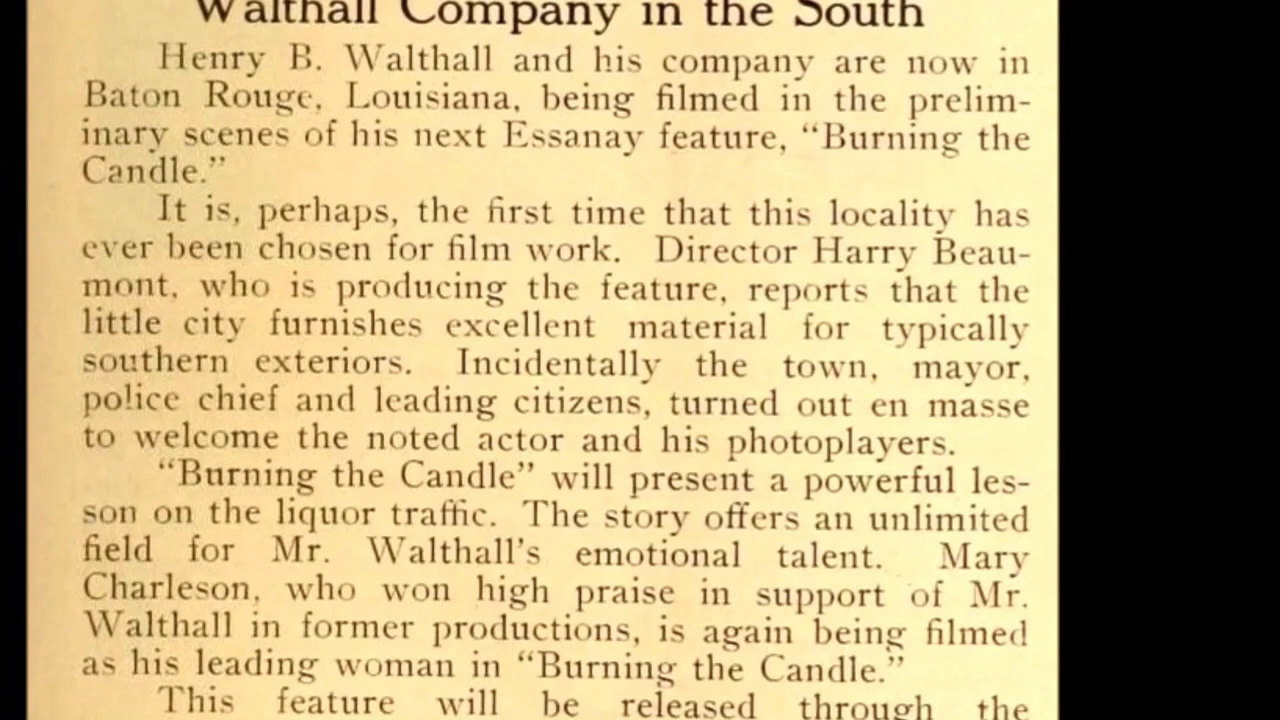 Walthall Company in the South
Henry B. Walthall and his company are now in
Baton Rouge, Louisiana, being filmed in the prelim-
inary scenes of his next Essanay feature, “Burning the
Candle.”
It is, perhaps, the first time that this locality has
ever been chosen for film work. Director Harry Beau-
mont, who is producing the feature, reports that the
little city furnishes excellent material for typically
southern exteriors. Incidentally the town, mayor,
police chief and leading citizens, turned out en masse
to welcome the noted actor and his photoplayers.
“Burning the Candle” will present a powerful les-
son on the liquor traffic. The story offers an unlimited
field for Mr. Walthall’s emotional talent. Mary
Charleson, who won high praise in support of Mr.
Walthall in former productions, is again being filmed
as his leading woman in “Burning the Candle.”
This feature will be released through the